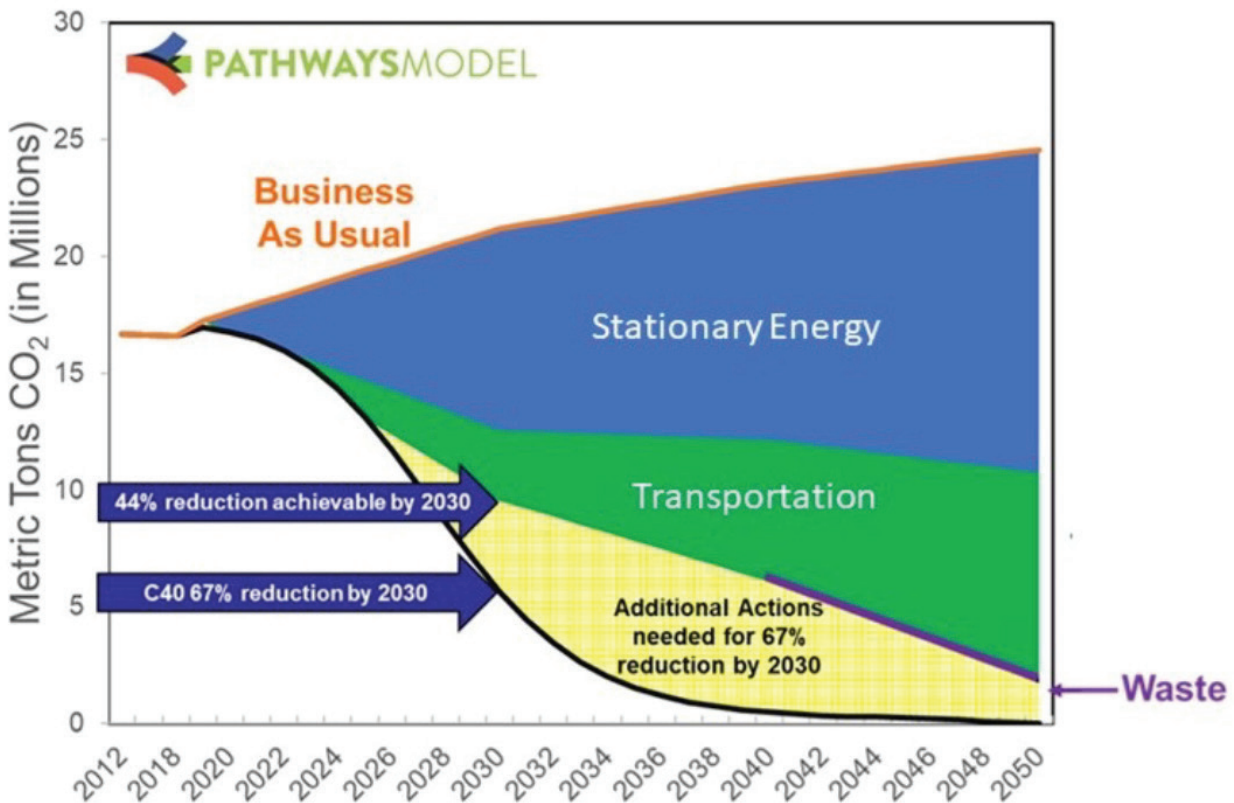 30
PATHWAYSMODEL
25
Business
As Usual
20
Stationary Energy
15
Transportation
10
44% reduction achievable by 2030
C40 67% reduction by 2030
5
Additional Actions
needed for 67%
reduction by 2030
Waste
0
Metric Tons CO₂ (in Millions)
2012 2018 2020 2022 2024 2026 2028 2030 2032 2034 2036 2038 2040 2042 2044 2046 2048 2050